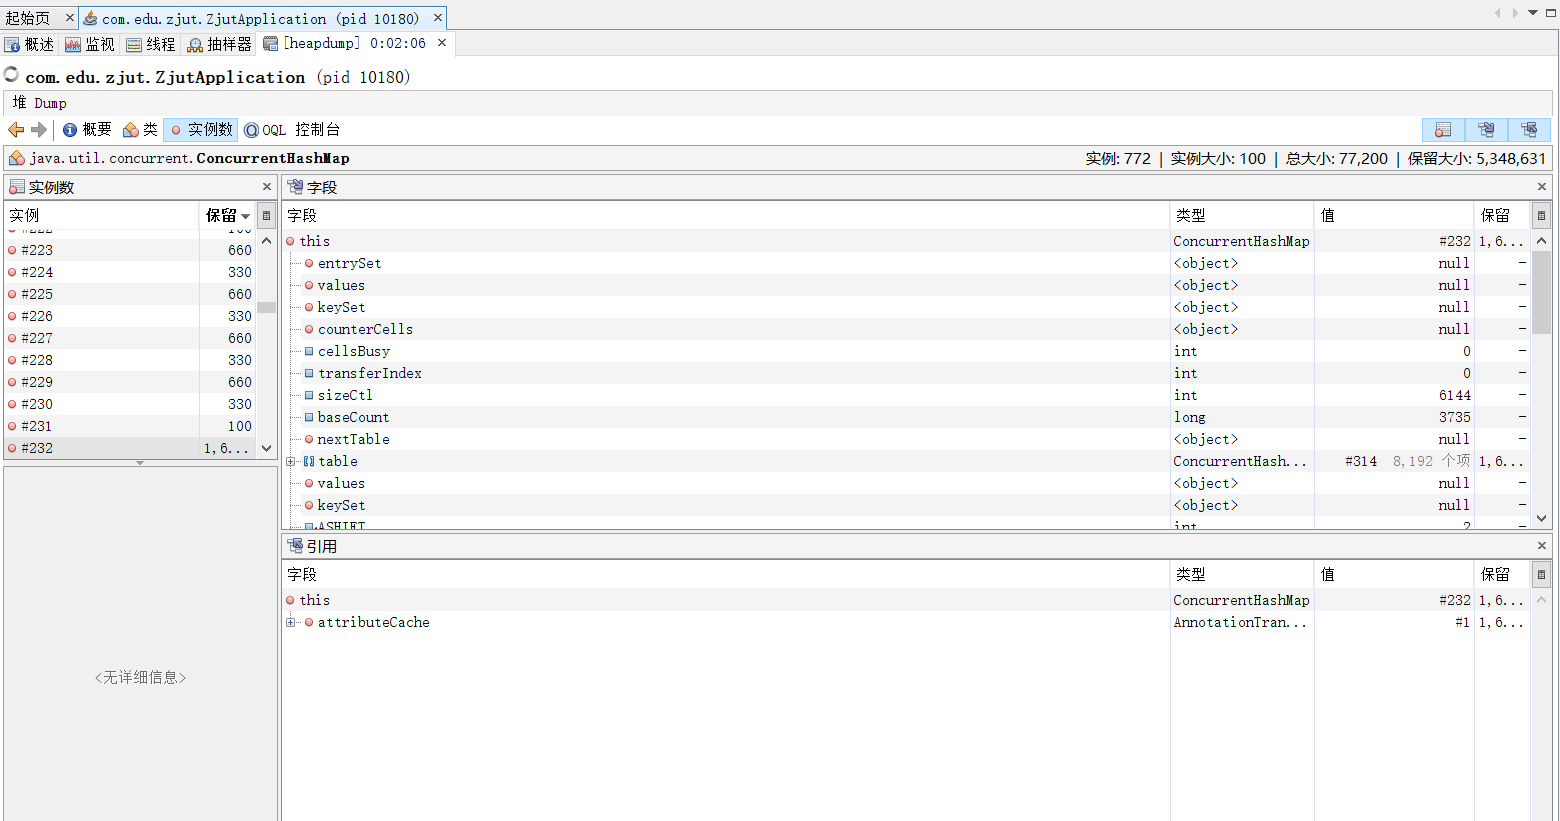 起始页
com.edu.zjut.ZjutApplication (pid 10180)
概述 监视 线程 抽样器 [heapdump] 0:02:06
com.edu.zjut.ZjutApplication (pid 10180)
堆 Dump
概要 类 实例数 OQL 控制台
java.util.concurrent.ConcurrentHashMap 实例: 772 | 实例大小: 100 | 总大小: 77,200 | 保留大小: 5,348,631
实例数
实例 保留
#222 100
#223 660
#224 330
#225 660
#226 330
#227 660
#228 330
#229 660
#230 330
#231 100
#232 1,6...
<无详细信息>
字段
字段 类型 值 保留
this ConcurrentHashMap #232 1,6...
entrySet <object> null -
values <object> null -
keySet <object> null -
counterCells <object> null -
cellsBusy int 0 -
transferIndex int 0 -
sizeCtl int 6144 -
baseCount long 3735 -
nextTable <object> null -
table ConcurrentHash... #314 8,192 个项 1,6...
values <object> null -
keySet <object> null -
ASHIFT int 2 -
引用
字段 类型 值 保留
this ConcurrentHashMap #232 1,6...
attributeCache AnnotationTran... #1 1,6...